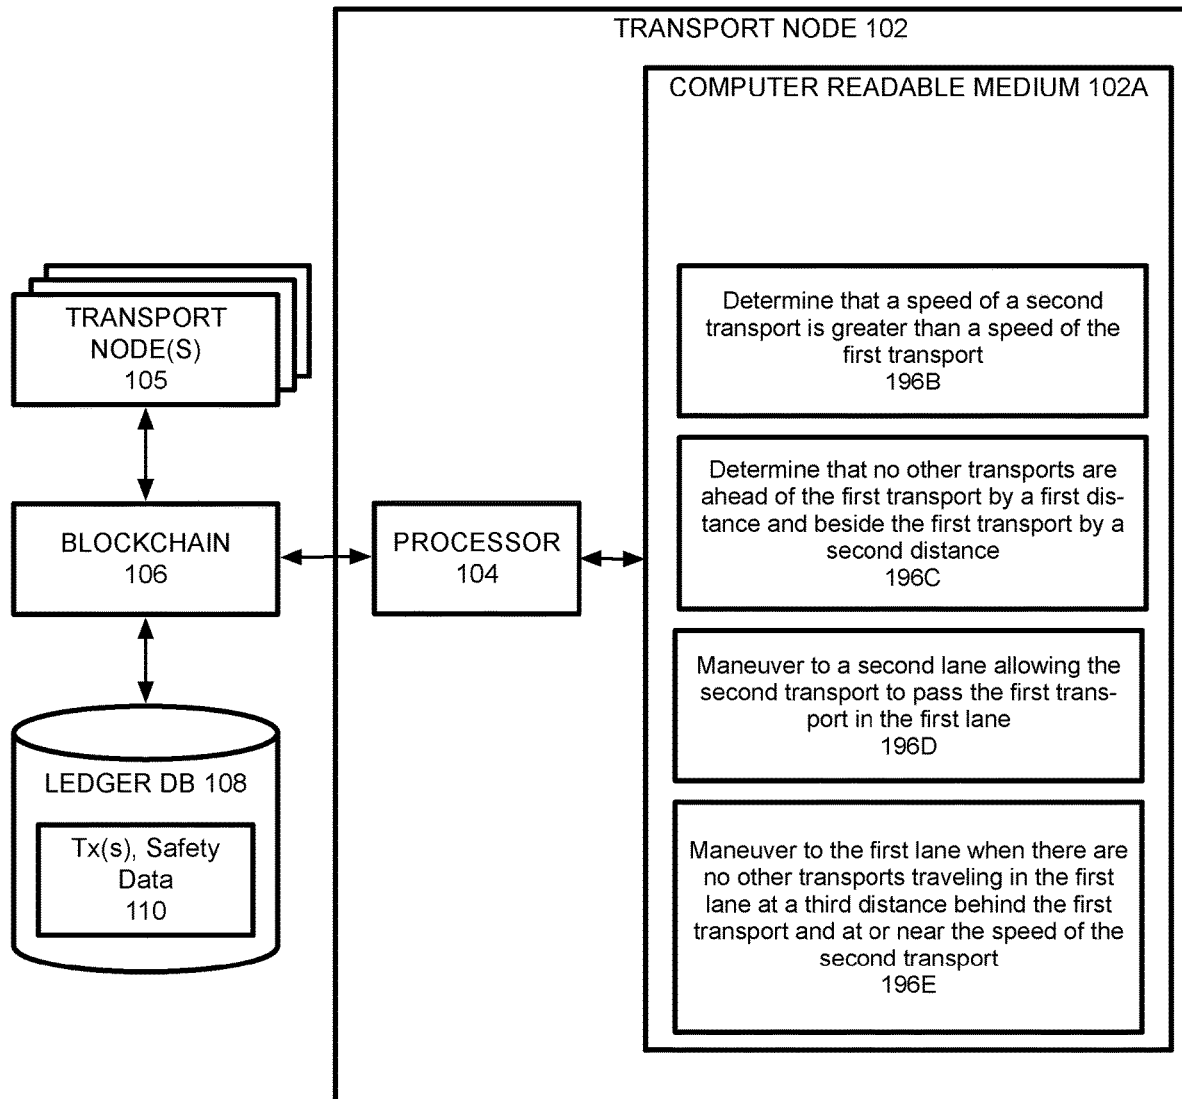 TRANSPORT NODE 102
COMPUTER READABLE MEDIUM 102A
TRANSPORT
NODE(S)
105
BLOCKCHAIN
106
LEDGER DB 108
Tx(s), Safety
Data
110
PROCESSOR
104
Determine that a speed of a second
transport is greater than a speed of the
first transport
196B
Determine that no other transports are
ahead of the first transport by a first dis-
tance and beside the first transport by a
second distance
196C
Maneuver to a second lane allowing the
second transport to pass the first trans-
port in the first lane
196D
Maneuver to the first lane when there are
no other transports traveling in the first
lane at a third distance behind the first
transport and at or near the speed of the
second transport
196E